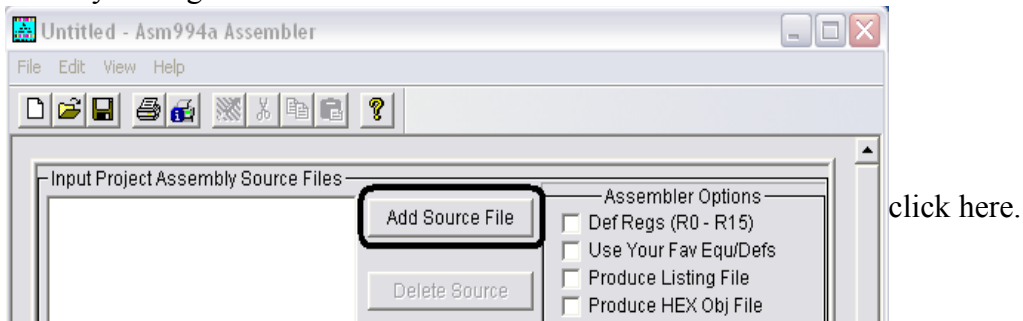 Untitled - Asm994a Assembler
File Edit View Help
Input Project Assembly Source Files
Add Source File
Delete Source
Assembler Options
Def Regs (R0 - R15)
Use Your Fav Equ/Defs
Produce Listing File
Produce HEX Obj File
click here.